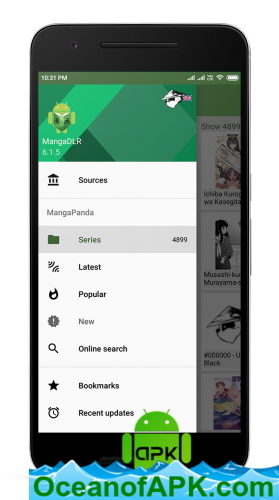 10:31 PM
MangaDLR
6.1.5
Show 4899
Sources
MangaPanda
Series 4899
Ichiba Kurog
wa Kasegita
Latest
Popular
Musashi-ku
Murayama-s
New
Online search
#000000 - U
Black
Bookmarks
Recent updates
apk
OceanofAPK.com